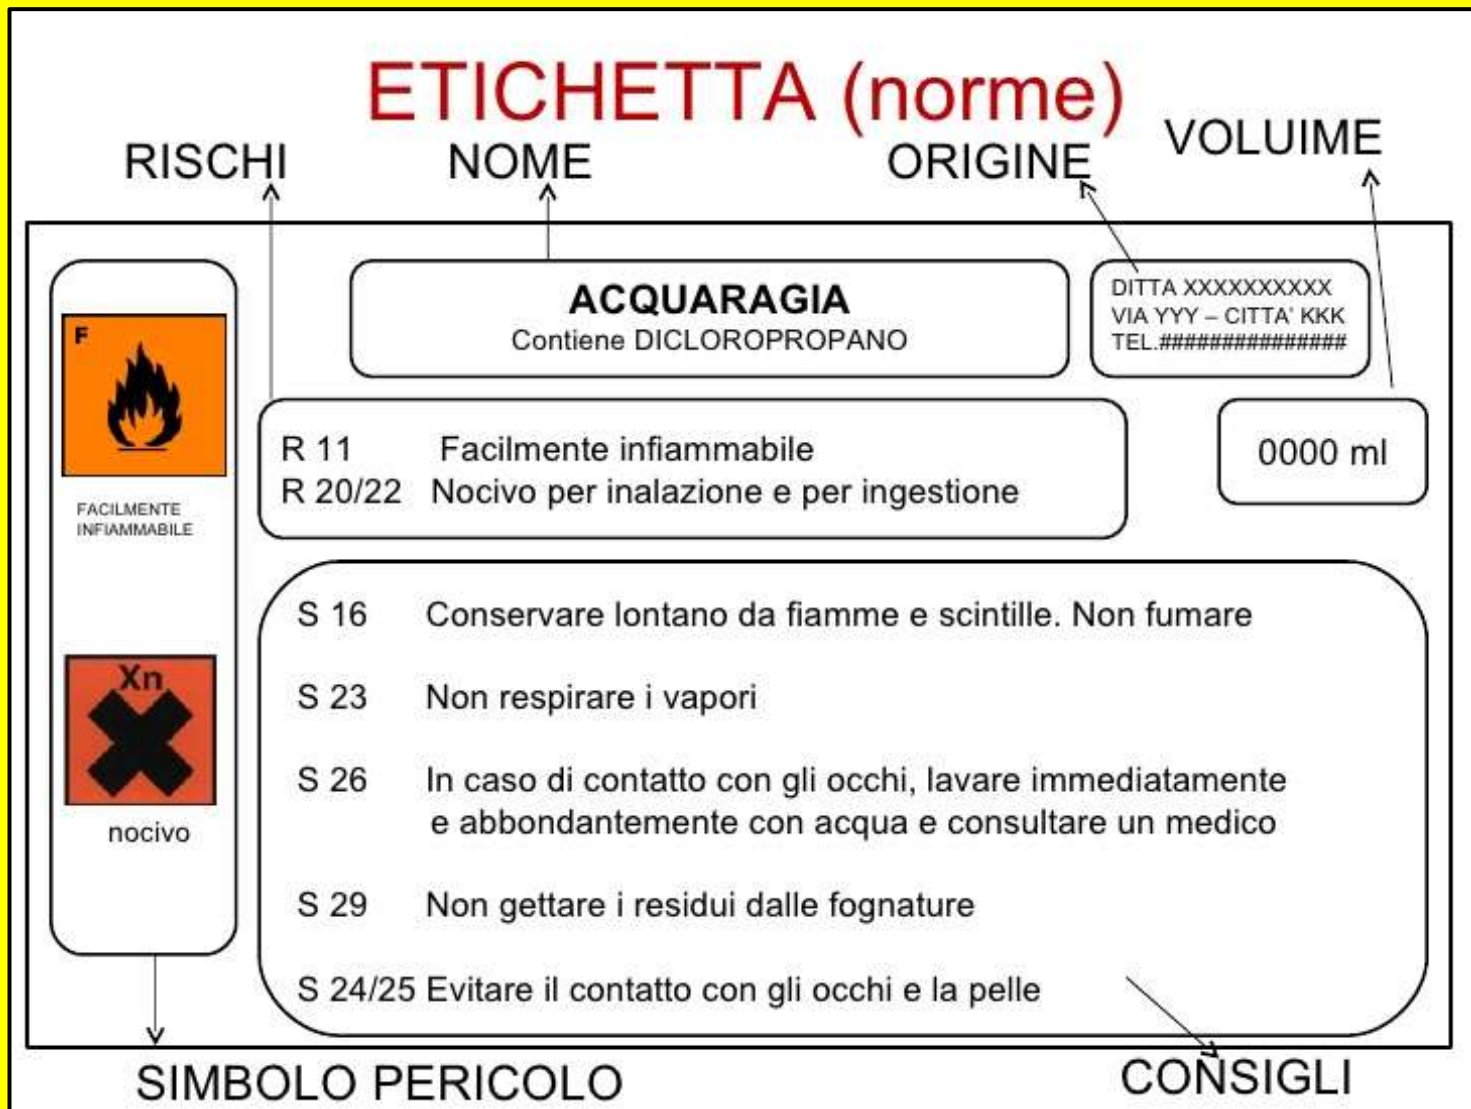 ETICHETTA (norme)
RISCHI
NOME
ORIGINE
VOLUIME
ACQUARAGIA
Contiene DICLOROPROPANO
DITTA XXXXXXXXXX
VIA YYY – CITTA' KKK
TEL.###############
F
FACILMENTE
INFIAMMABILE
R 11 Facilmente infiammabile
R 20/22 Nocivo per inalazione e per ingestione
0000 ml
Xn
nocivo
S 16 Conservare lontano da fiamme e scintille. Non fumare
S 23 Non respirare i vapori
S 26 In caso di contatto con gli occhi, lavare immediatamente
e abbondantemente con acqua e consultare un medico
S 29 Non gettare i residui dalle fognature
S 24/25 Evitare il contatto con gli occhi e la pelle
SIMBOLO PERICOLO
CONSIGLI